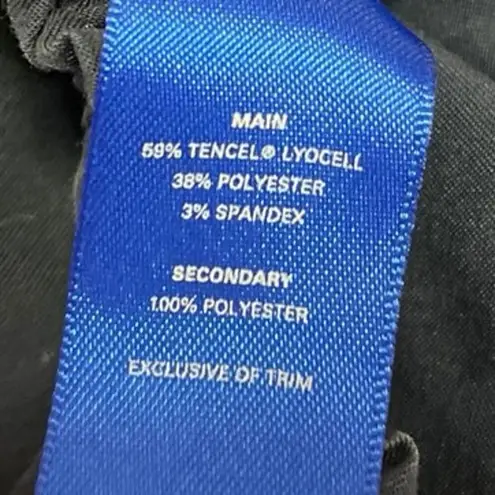 MAIN
59% TENCEL® LYOCELL
38% POLYESTER
3% SPANDEX
SECONDARY
100% POLYESTER
EXCLUSIVE OF TRIM